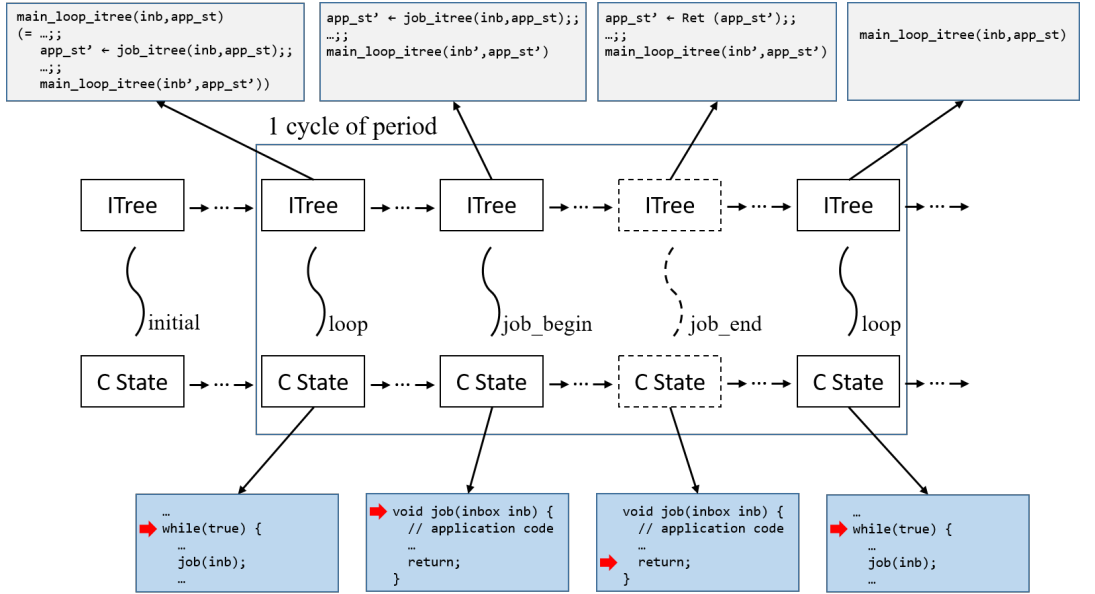 main_loop_itree(inb,app_st)
(= …;;
app_st’ ← job_itree(inb,app_st);;
…;;
main_loop_itree(inb’,app_st’))
app_st’ ← job_itree(inb,app_st);;
…;;
main_loop_itree(inb’,app_st’)
app_st’ ← Ret (app_st’);;
…;;
main_loop_itree(inb’,app_st’)
main_loop_itree(inb,app_st)
1 cycle of period
ITree … ITree … ITree … ITree … ITree …
initial loop job_begin job_end loop
C State … C State … C State … C State … C State …
…
while(true) {
…
job(inb);
…
void job(inbox inb) {
// application code
…
return;
}
void job(inbox inb) {
// application code
…
return;
}
…
while(true) {
…
job(inb);
…